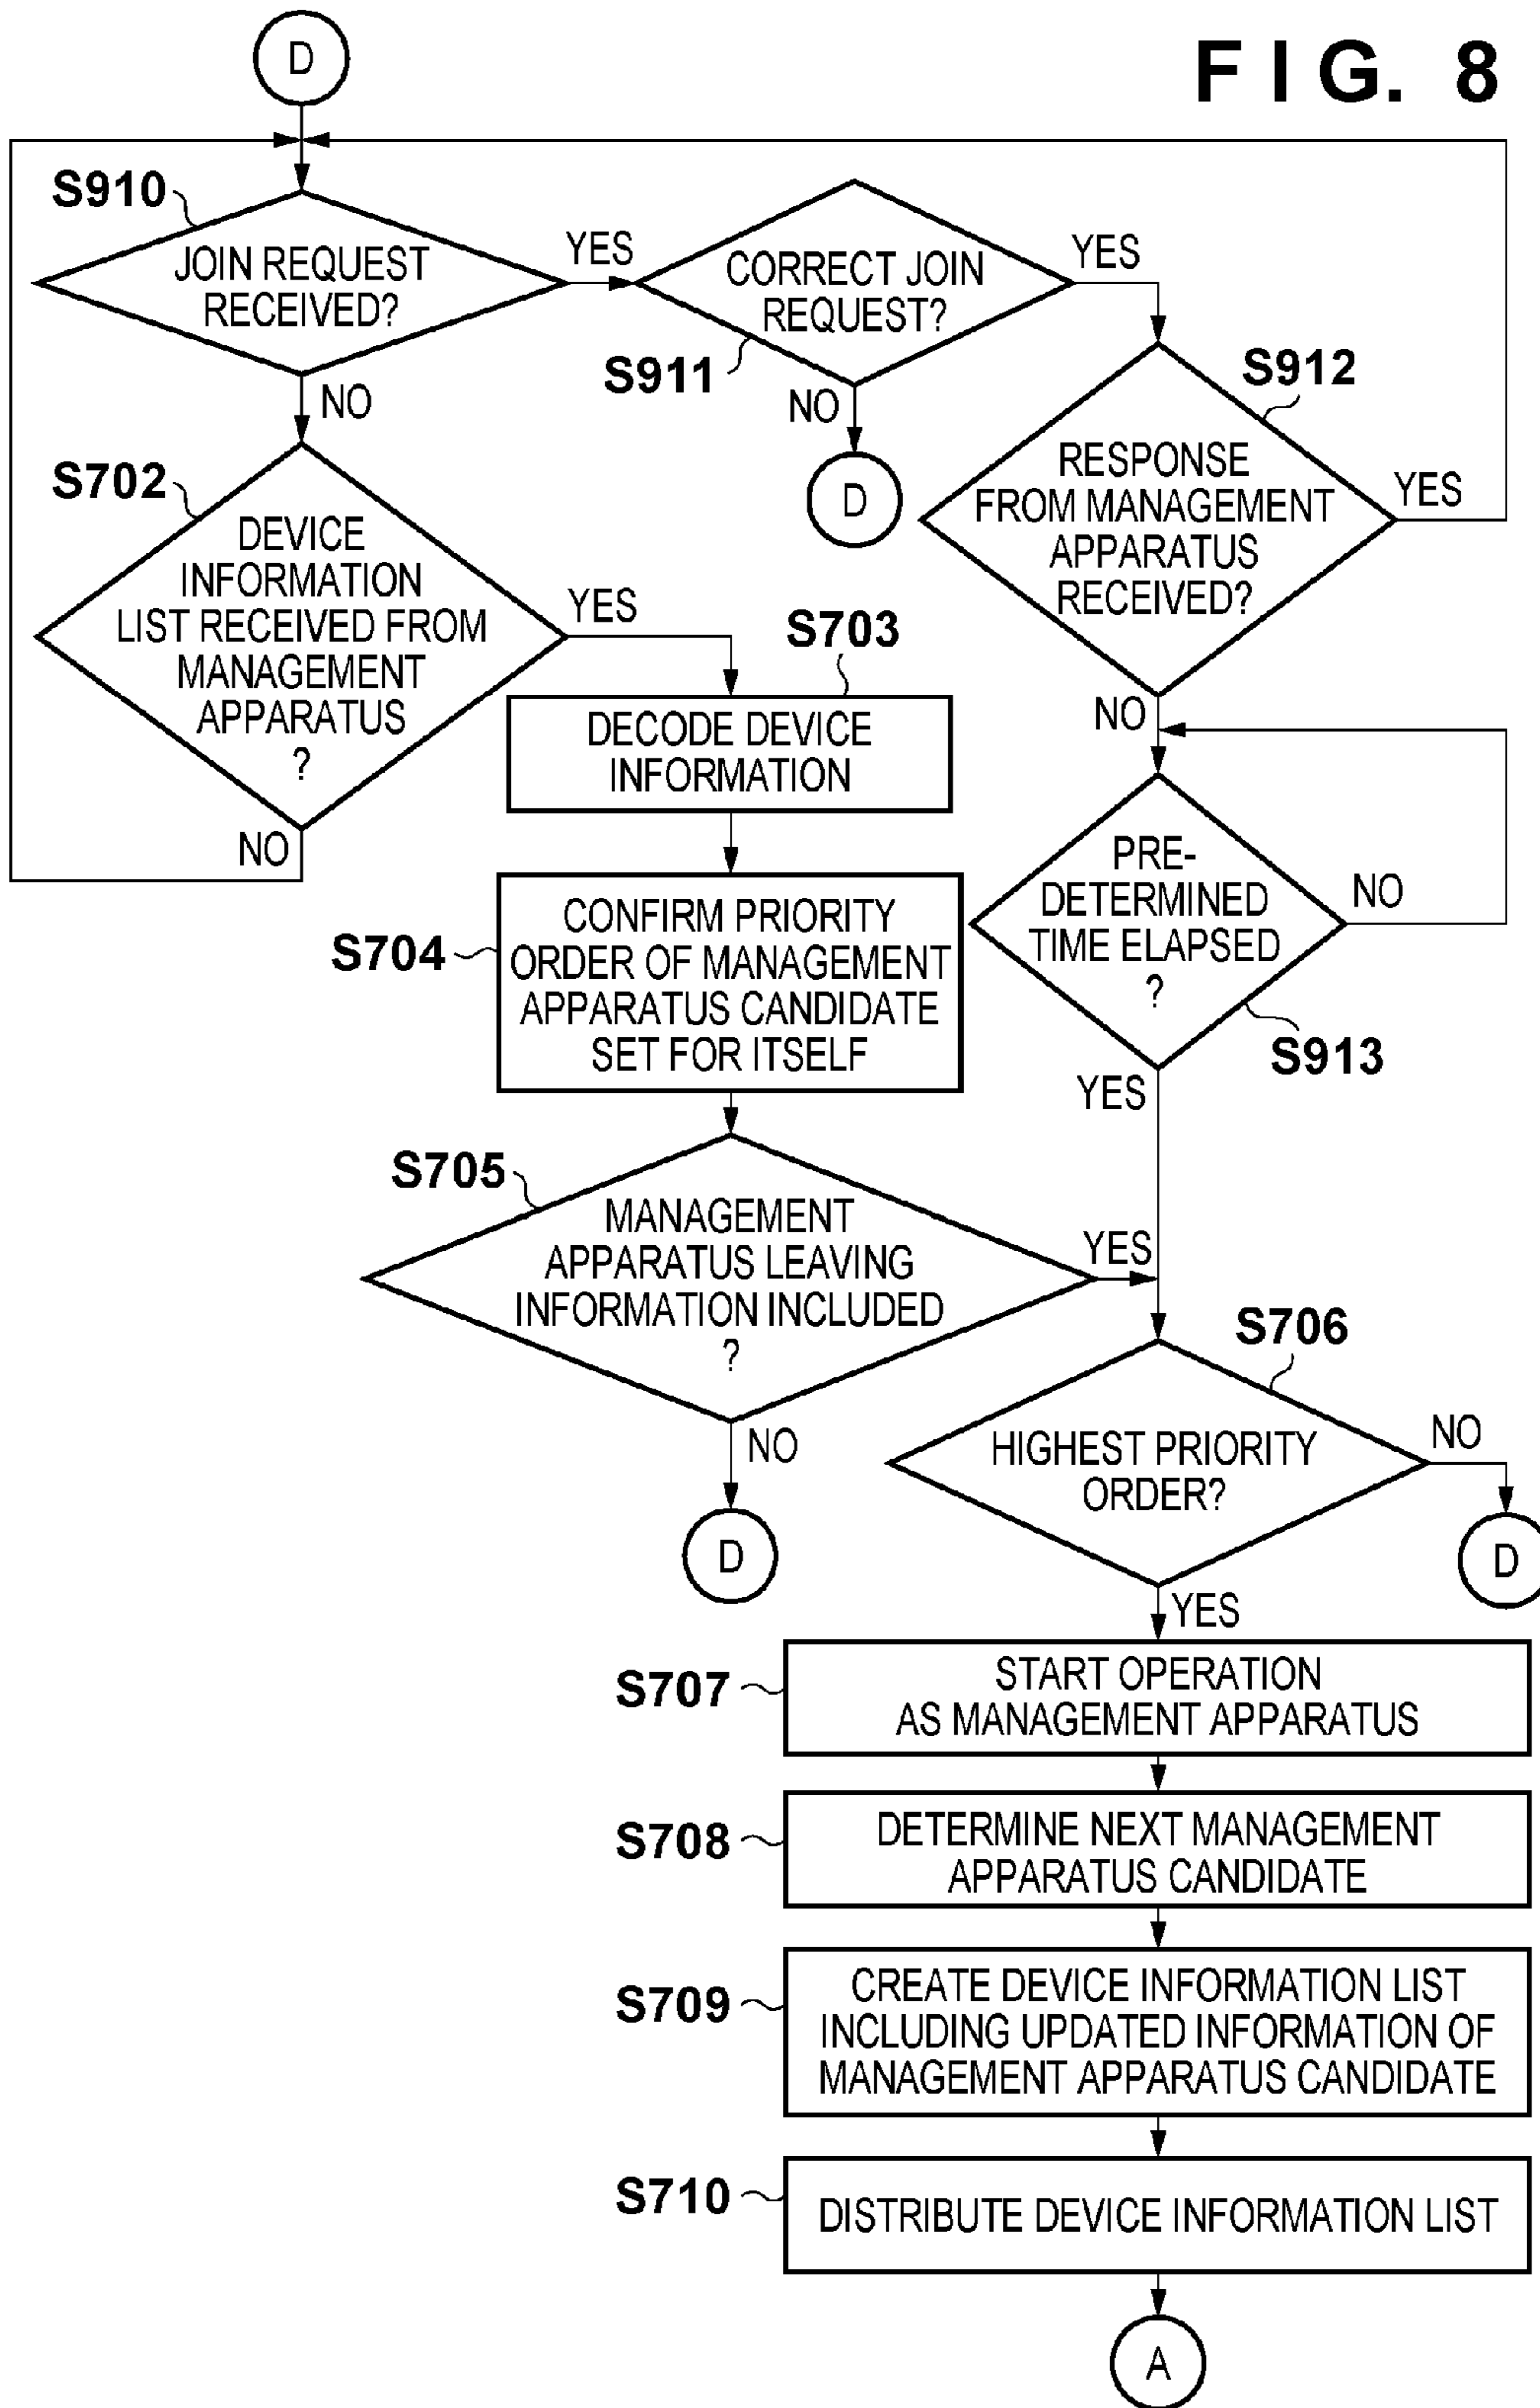 FIG. 8
D
S910
JOIN REQUEST
RECEIVED?
YES
NO
CORRECT JOIN
REQUEST?
S911
YES
NO
D
S912
RESPONSE
FROM MANAGEMENT
APPARATUS
RECEIVED?
YES
NO
S702
DEVICE
INFORMATION
LIST RECEIVED FROM
MANAGEMENT
APPARATUS
?
YES
NO
S703
DECODE DEVICE
INFORMATION
PRE-
DETERMINED
TIME ELAPSED
?
NO
S913
YES
S704
CONFIRM PRIORITY
ORDER OF MANAGEMENT
APPARATUS CANDIDATE
SET FOR ITSELF
S705
MANAGEMENT
APPARATUS LEAVING
INFORMATION INCLUDED
?
YES
NO
D
S706
HIGHEST PRIORITY
ORDER?
NO
D
YES
S707
START OPERATION
AS MANAGEMENT APPARATUS
S708
DETERMINE NEXT MANAGEMENT
APPARATUS CANDIDATE
S709
CREATE DEVICE INFORMATION LIST
INCLUDING UPDATED INFORMATION OF
MANAGEMENT APPARATUS CANDIDATE
S710
DISTRIBUTE DEVICE INFORMATION LIST
A